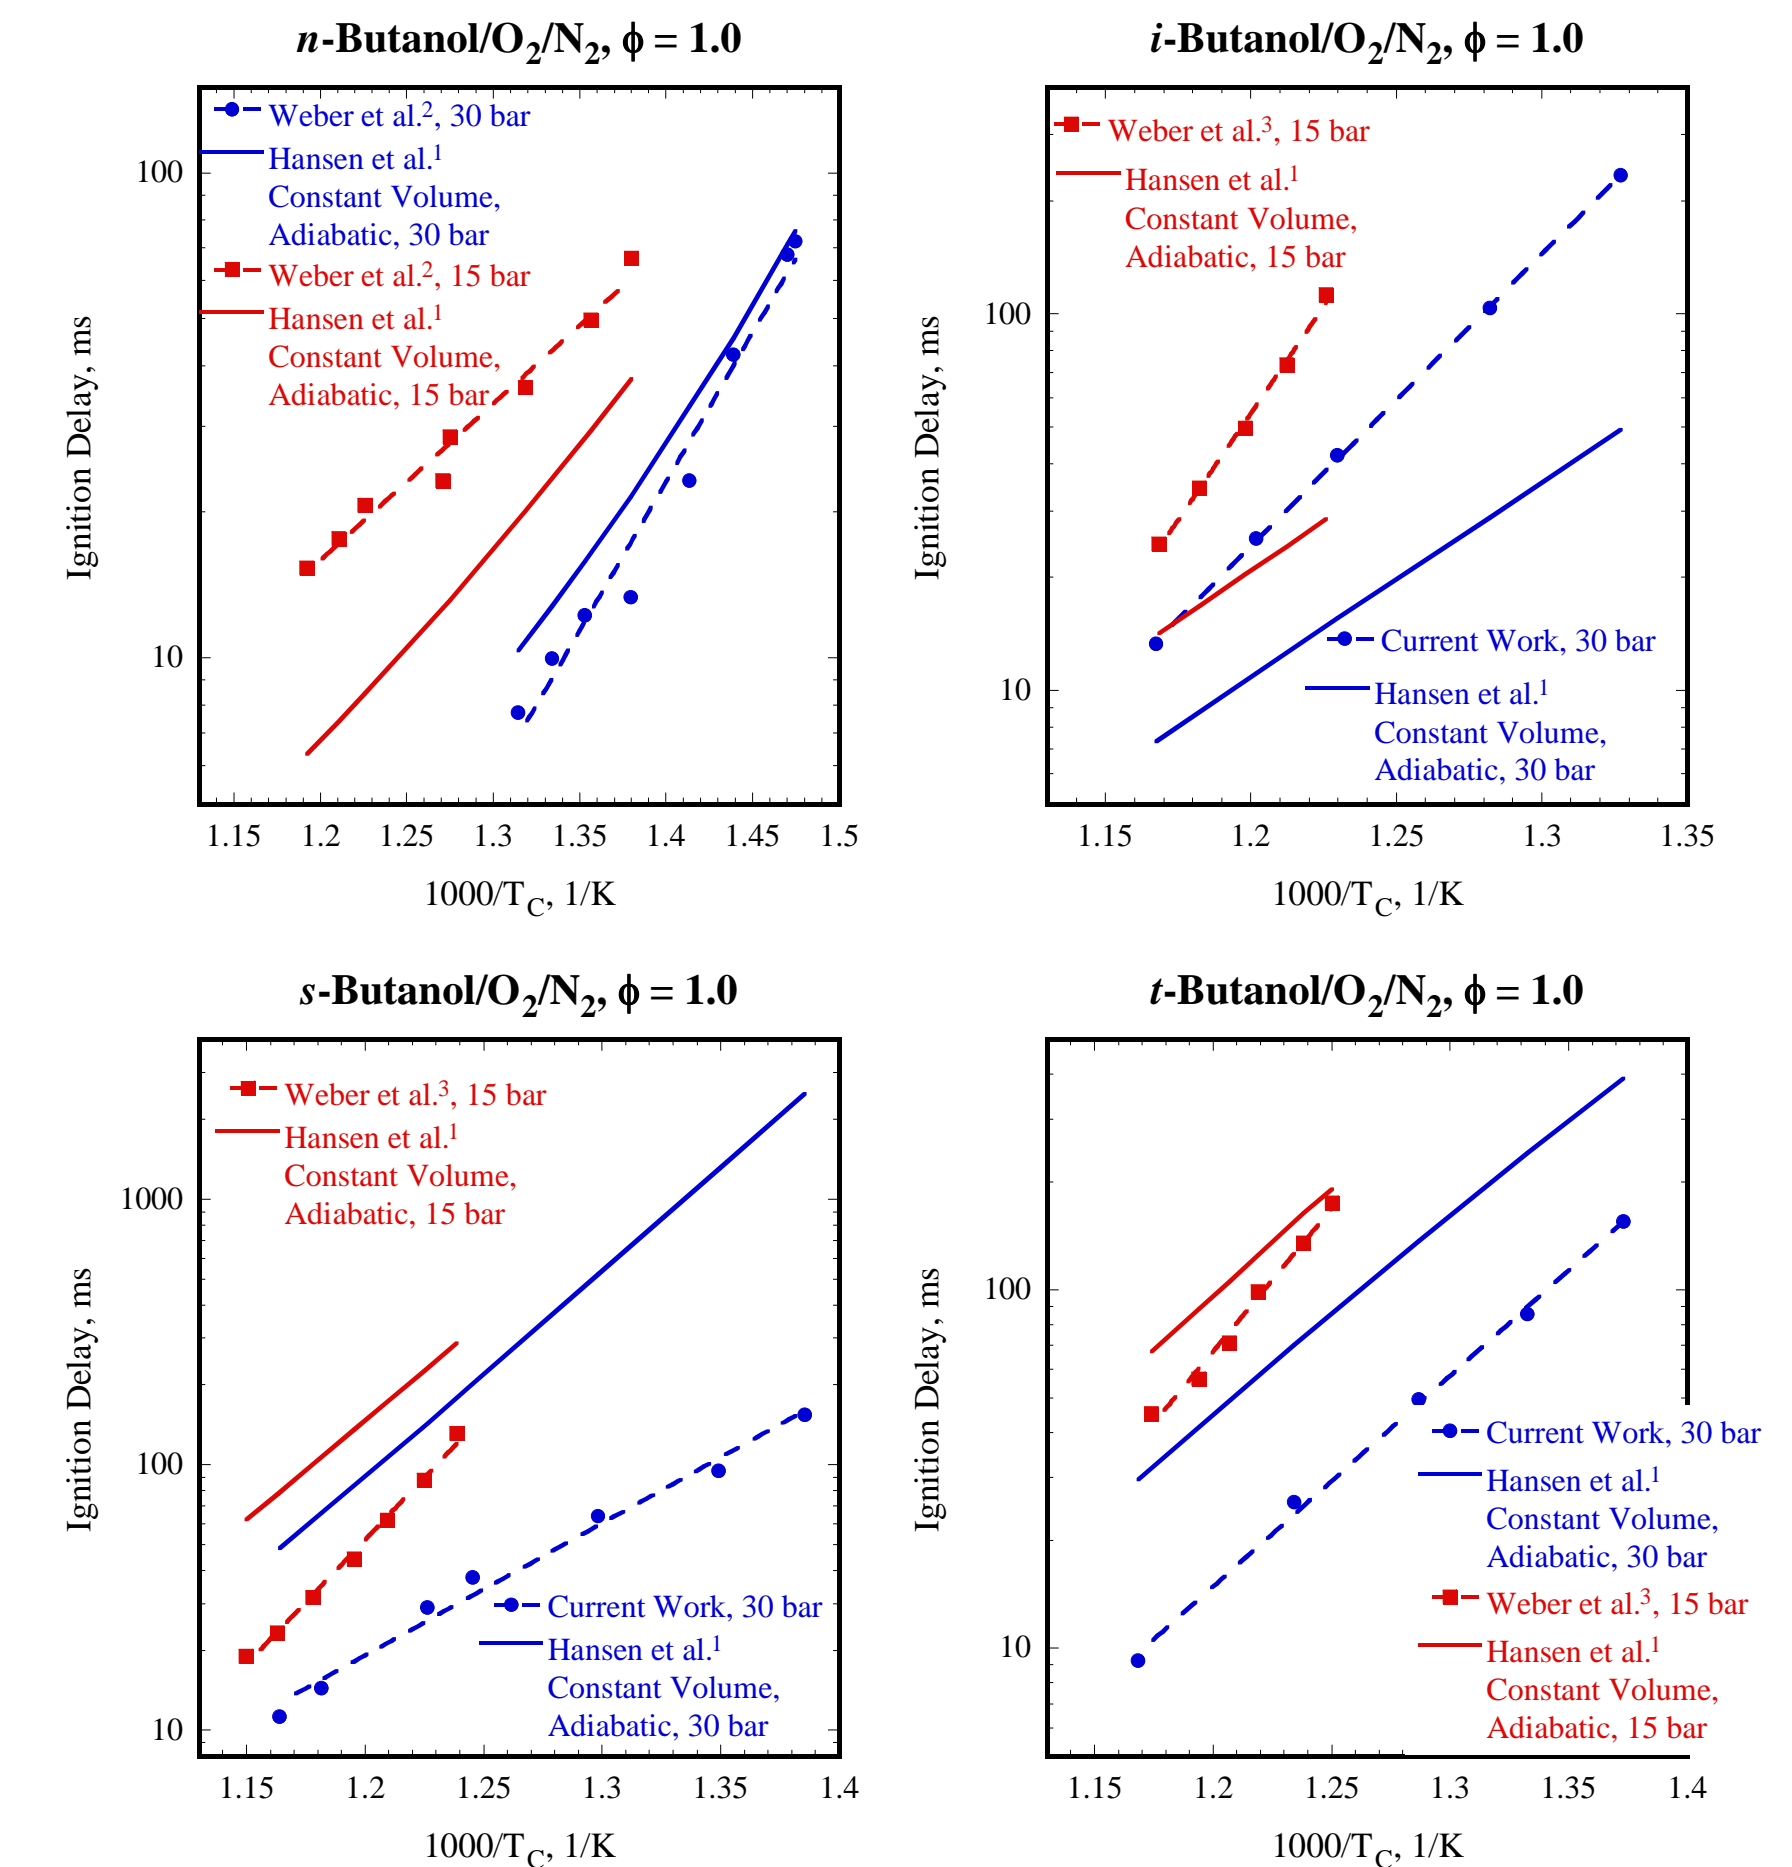 n-Butanol/O2/N2, ϕ = 1.0
Weber et al.2, 30 bar
Hansen et al.1
Constant Volume,
Adiabatic, 30 bar
Weber et al.2, 15 bar
Hansen et al.1
Constant Volume,
Adiabatic, 15 bar
100
10
Ignition Delay, ms
1.15 1.2 1.25 1.3 1.35 1.4 1.45 1.5
1000/TC, 1/K
i-Butanol/O2/N2, ϕ = 1.0
Weber et al.3, 15 bar
Hansen et al.1
Constant Volume,
Adiabatic, 15 bar
Current Work, 30 bar
Hansen et al.1
Constant Volume,
Adiabatic, 30 bar
100
10
Ignition Delay, ms
1.15 1.2 1.25 1.3 1.35
1000/TC, 1/K
s-Butanol/O2/N2, ϕ = 1.0
Weber et al.3, 15 bar
Hansen et al.1
Constant Volume,
Adiabatic, 15 bar
Current Work, 30 bar
Hansen et al.1
Constant Volume,
Adiabatic, 30 bar
1000
100
10
Ignition Delay, ms
1.15 1.2 1.25 1.3 1.35 1.4
1000/TC, 1/K
t-Butanol/O2/N2, ϕ = 1.0
Current Work, 30 bar
Hansen et al.1
Constant Volume,
Adiabatic, 30 bar
Weber et al.3, 15 bar
Hansen et al.1
Constant Volume,
Adiabatic, 15 bar
100
10
Ignition Delay, ms
1.15 1.2 1.25 1.3 1.35 1.4
1000/TC, 1/K